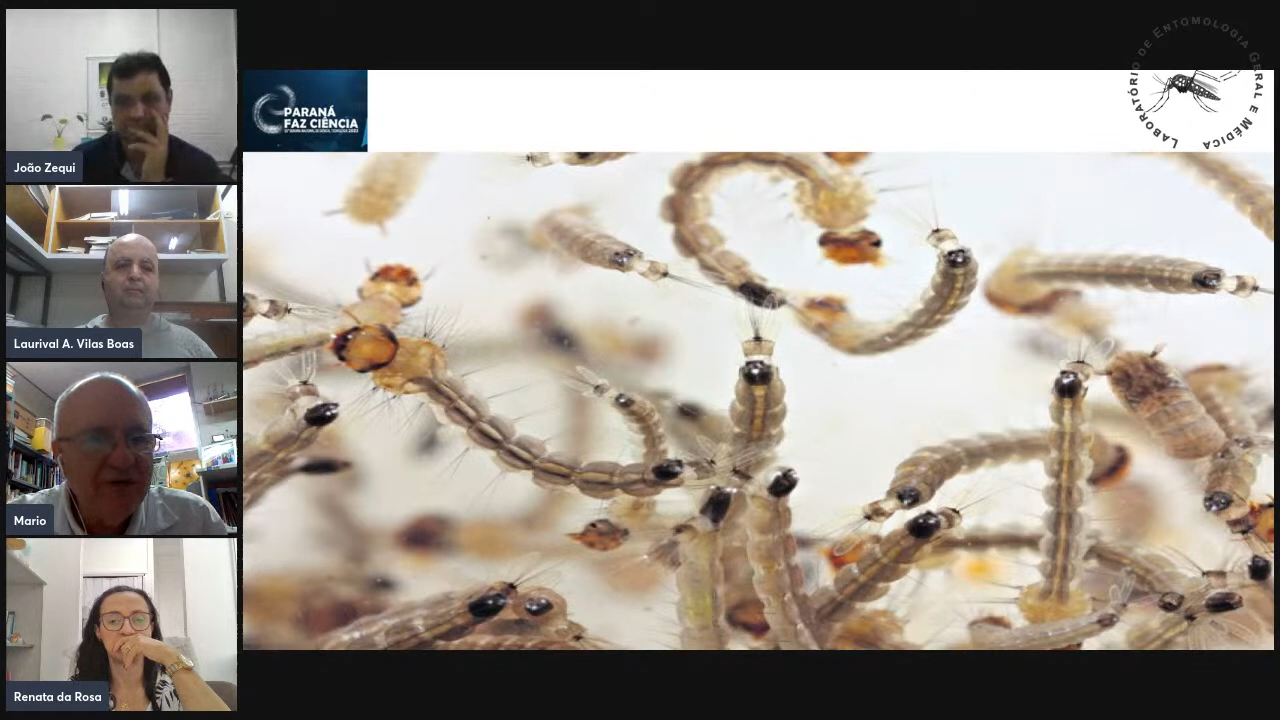 João Zequi
Laurival A. Vilas Boas
Mario
Renata da Rosa
PARANÁ
FAZ CIÊNCIA
LABORATÓRIO DE ENTOMOLOGIA GERAL E MÉDICA